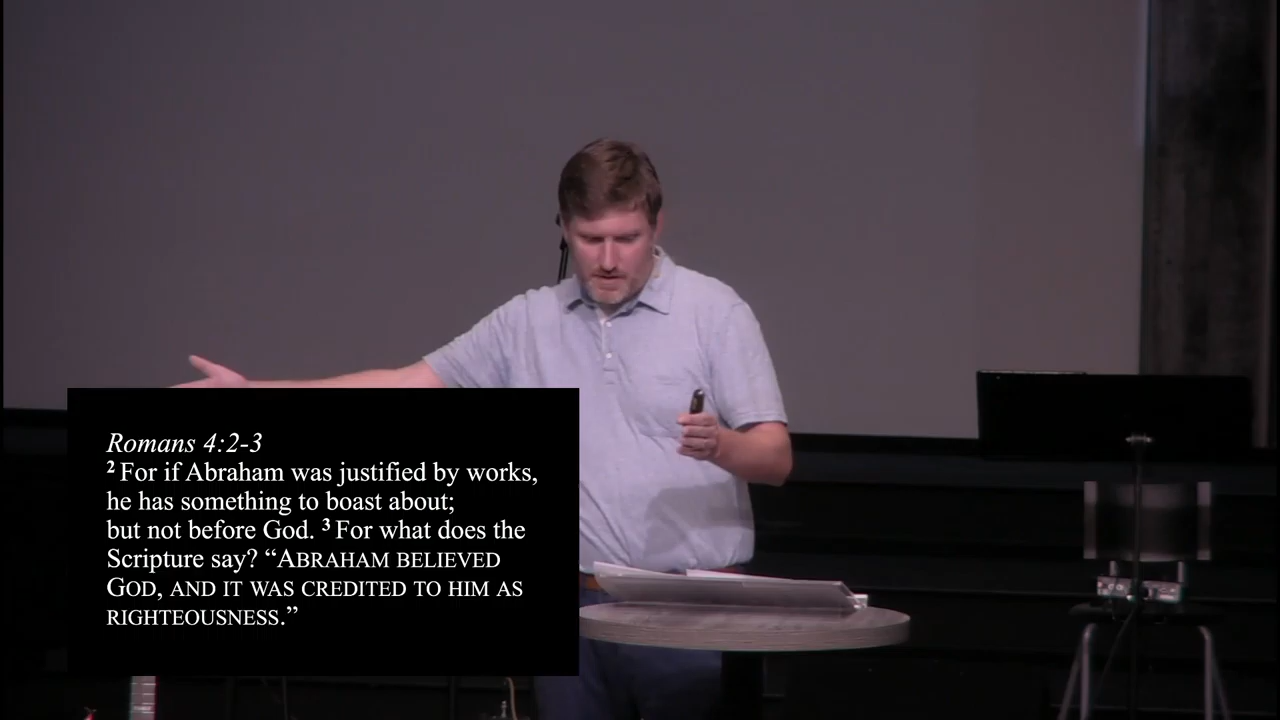 Romans 4:2-3
2 For if Abraham was justified by works,
he has something to boast about;
but not before God. 3 For what does the
Scripture say? “ABRAHAM BELIEVED
GOD, AND IT WAS CREDITED TO HIM AS
RIGHTEOUSNESS.”